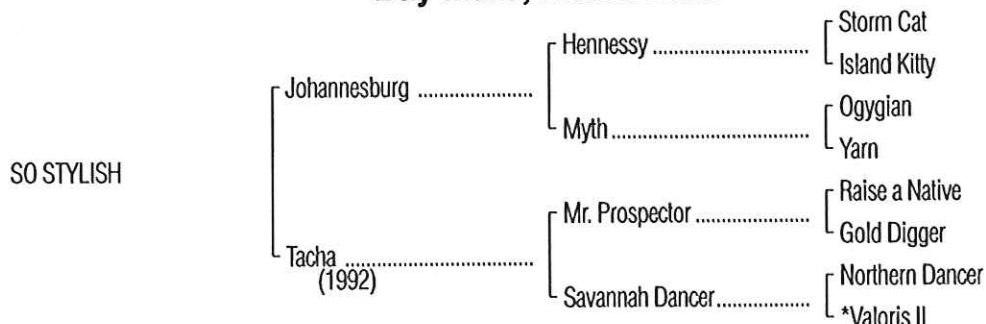 Storm Cat
Hennessy ........................................
Island Kitty
Johannesburg .............................
Ogygian
Myth..................................................
Yarn
SO STYLISH
Raise a Native
Mr. Prospector .............................
Gold Digger
Tacha ................................................
(1992)
Northern Dancer
Savannah Dancer.......................
*Valoris II